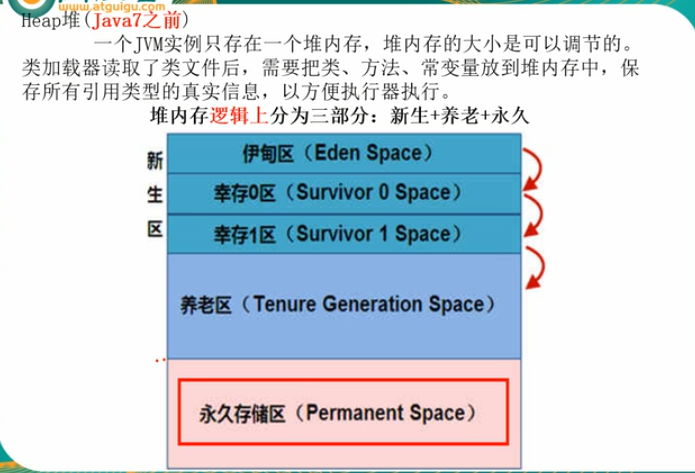 www.atguigu.com
Heap堆(Java7之前)
一个JVM实例只存在一个堆内存，堆内存的大小是可以调节的。
类加载器读取了类文件后，需要把类、方法、常变量放到堆内存中，保
存所有引用类型的真实信息，以方便执行器执行。
堆内存逻辑上分为三部分：新生+养老+永久
新生区
伊甸区（Eden Space）
幸存0区（Survivor 0 Space）
幸存1区（Survivor 1 Space）
养老区（Tenure Generation Space）
永久存储区（Permanent Space）